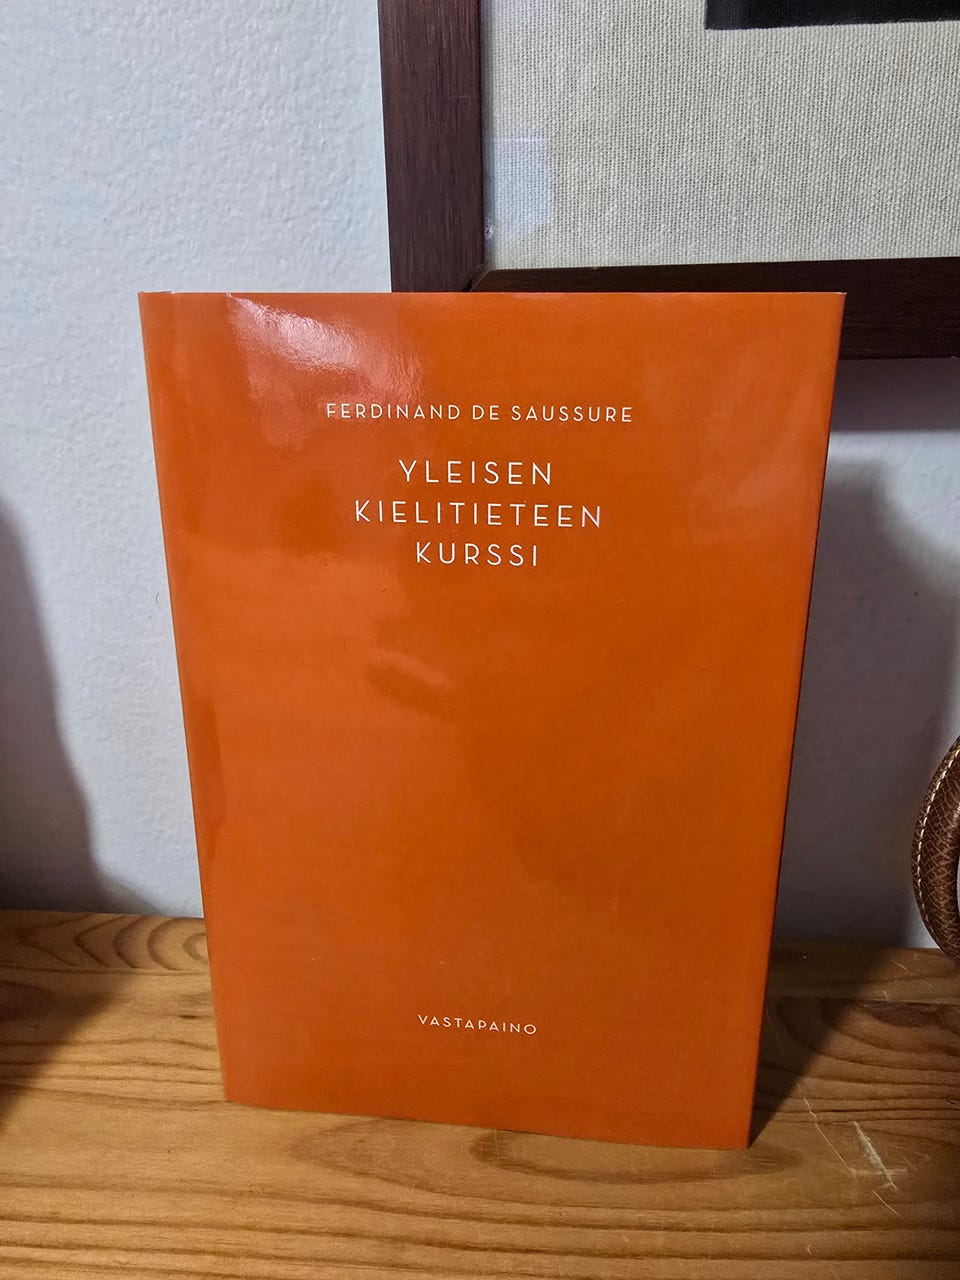 FERDINAND DE SAUSSURE
YLEISEN
KIELITIETEEN
KURSSI
VASTAPAINO